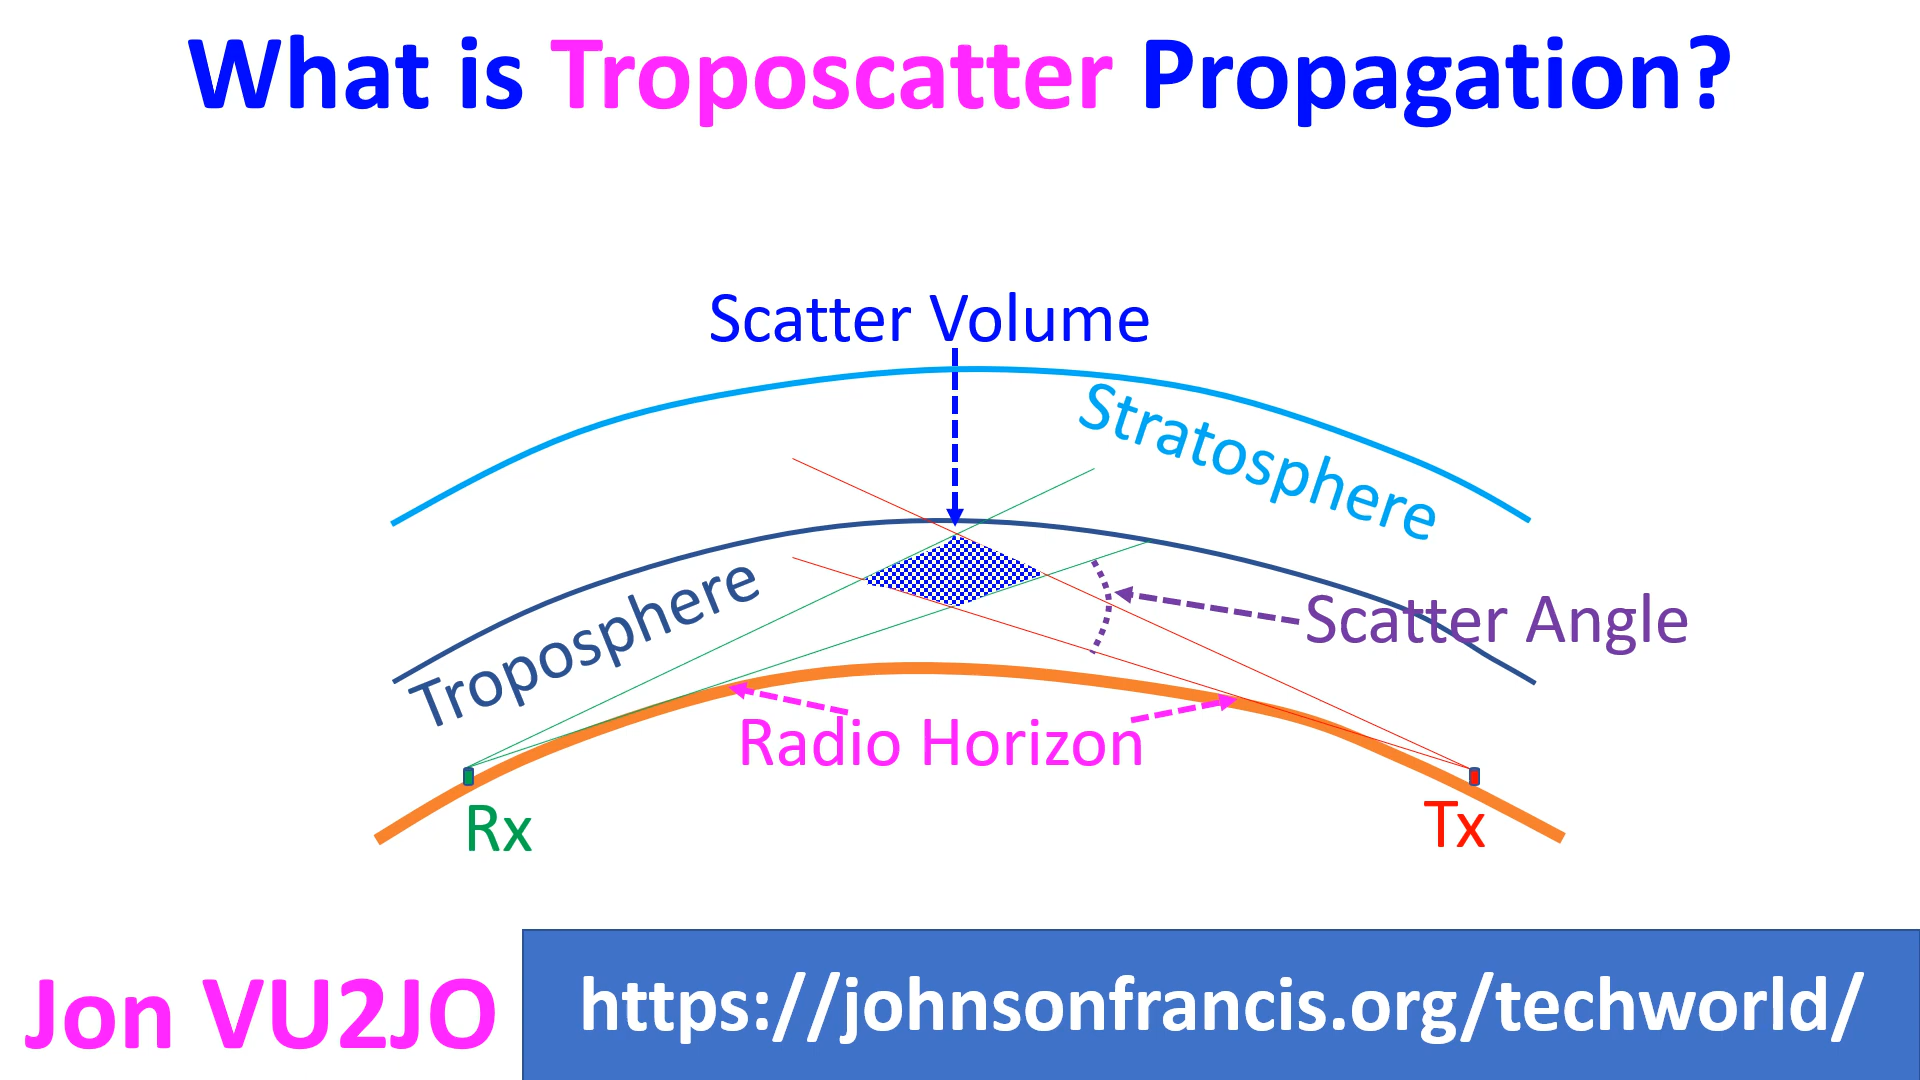 What is Troposcatter Propagation?
Scatter Volume
Stratosphere
Troposphere
Scatter Angle
Radio Horizon
Rx
Tx
Jon VU2JO
https://johnsonfrancis.org/techworld/